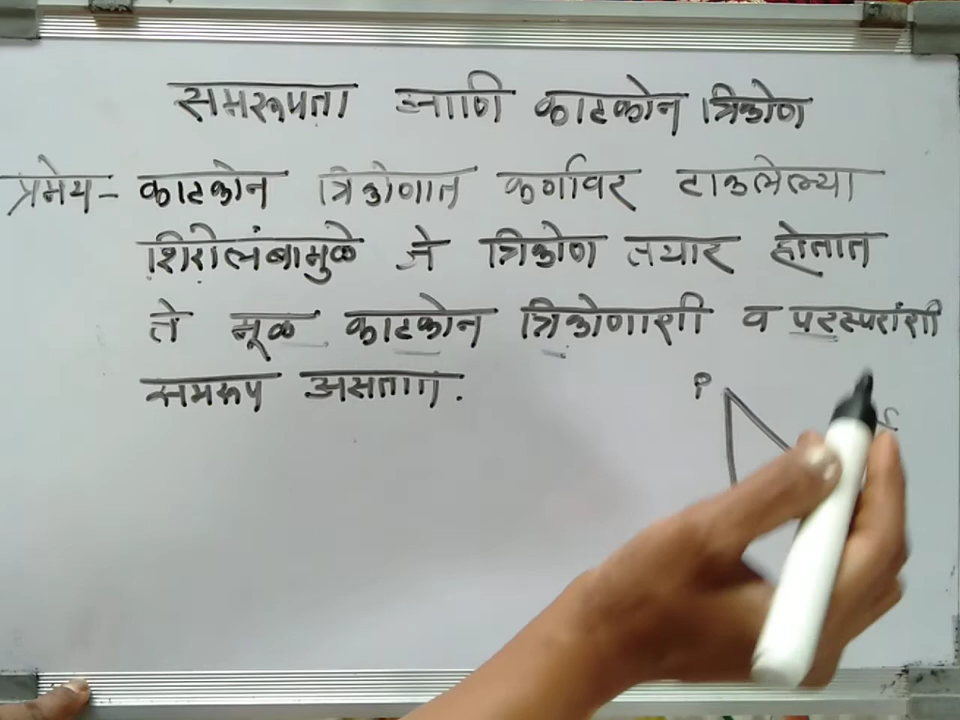 समरूपता आणि काटकोन त्रिकोण
प्रमेय - काटकोन त्रिकोणात कर्णावर टाकलेल्या
शिरोलंबामुळे जे त्रिकोण तयार होतात
ते मूळ काटकोन त्रिकोणाशी व परस्परांशी
समरूप असतात.
P